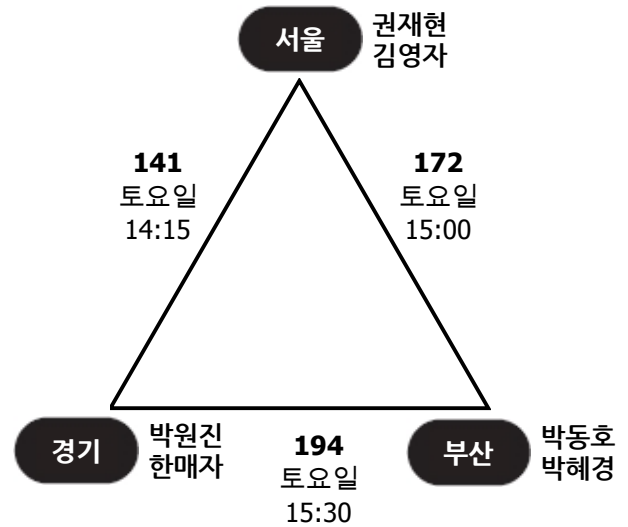 서울
권재현
김영자
141
토요일
14:15
172
토요일
15:00
경기
박원진
한매자
194
토요일
15:30
부산
박동호
박혜경